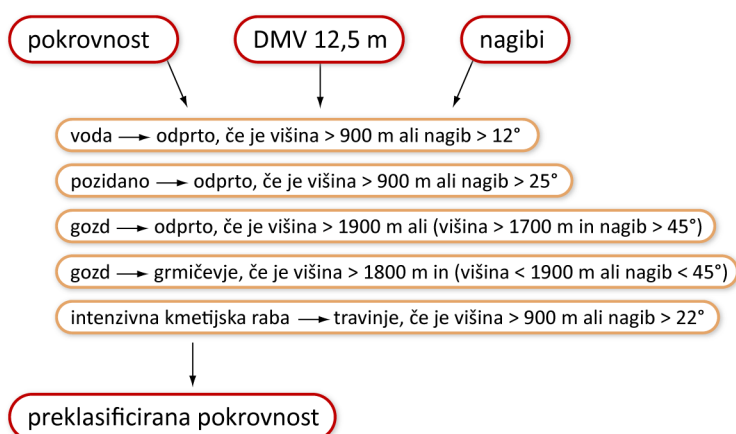 pokrovnost
DMV 12,5 m
nagibi
voda → odprto, če je višina > 900 m ali nagib > 12°
pozidano → odprto, če je višina > 900 m ali nagib > 25°
gozd → odprto, če je višina > 1900 m ali (višina > 1700 m in nagib > 45°)
gozd → grmičevje, če je višina > 1800 m in (višina < 1900 m ali nagib < 45°)
intenzivna kmetijska raba → travinje, če je višina > 900 m ali nagib > 22°
preklasificirana pokrovnost